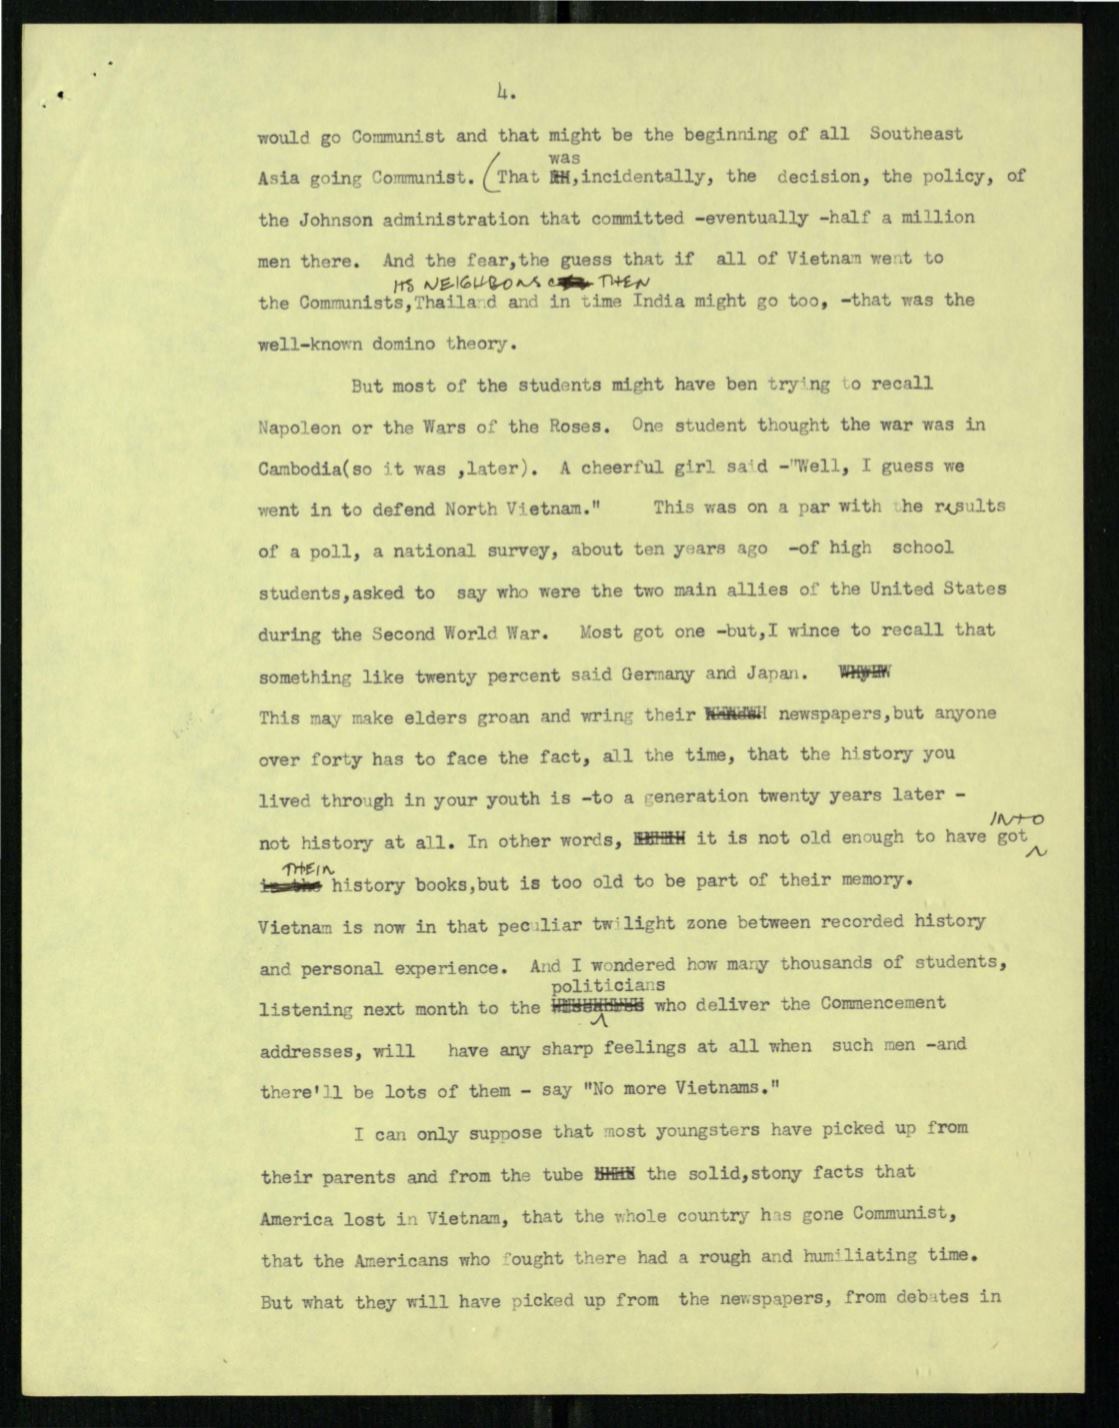 4.
would go Communist and that might be the beginning of all Southeast
was
Asia going Communist. (That ,incidentally, the decision, the policy, of
the Johnson administration that committed -eventually -half a million
men there. And the fear,the guess that if all of Vietnam went to
ITS NEIGHBORS THEN
the Communists,Thailand and in time India might go too, -that was the
well-known domino theory.
But most of the students might have ben trying to recall
Napoleon or the Wars of the Roses. One student thought the war was in
Cambodia(so it was ,later). A cheerful girl said -"Well, I guess we
went in to defend North Vietnam." This was on a par with the results
of a poll, a national survey, about ten years ago -of high school
students,asked to say who were the two main allies of the United States
during the Second World War. Most got one -but,I wince to recall that
something like twenty percent said Germany and Japan.
This may make elders groan and wring their newspapers,but anyone
over forty has to face the fact, all the time, that the history you
lived through in your youth is -to a generation twenty years later -
INTO
not history at all. In other words, it is not old enough to have got
THEIR
is the history books,but is too old to be part of their memory.
Vietnam is now in that peculiar twilight zone between recorded history
and personal experience. And I wondered how many thousands of students,
politicians
listening next month to the who deliver the Commencement
addresses, will have any sharp feelings at all when such men -and
there'll be lots of them - say "No more Vietnams."
I can only suppose that most youngsters have picked up from
their parents and from the tube the solid,stony facts that
America lost in Vietnam, that the whole country has gone Communist,
that the Americans who fought there had a rough and humiliating time.
But what they will have picked up from the newspapers, from debates in